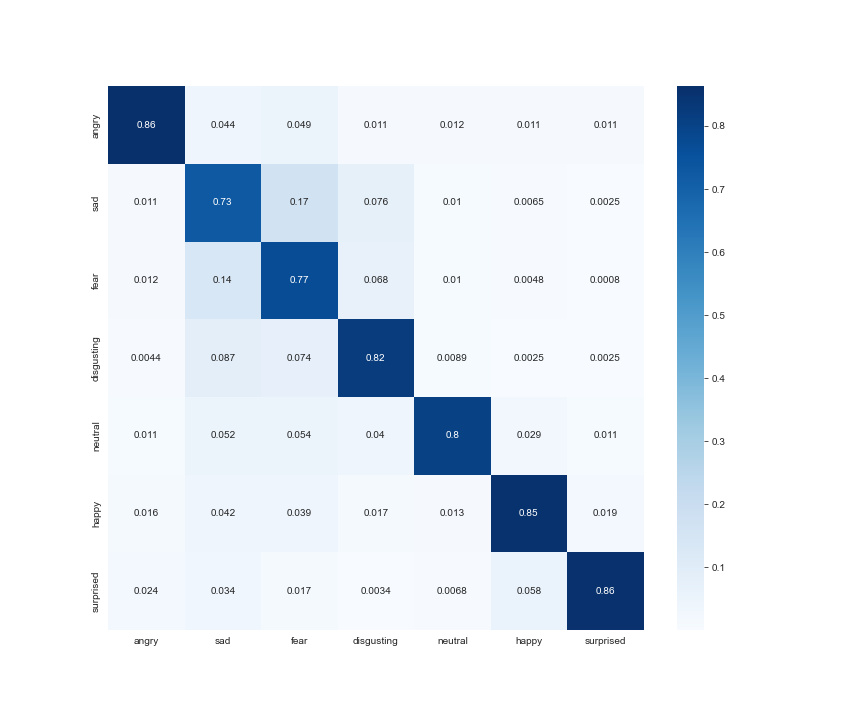 angry 0.86 0.044 0.049 0.011 0.012 0.011 0.011
sad 0.011 0.73 0.17 0.076 0.01 0.0065 0.0025
fear 0.012 0.14 0.77 0.068 0.01 0.0048 0.0008
disgusting 0.0044 0.087 0.074 0.82 0.0089 0.0025 0.0025
neutral 0.011 0.052 0.054 0.04 0.8 0.029 0.011
happy 0.016 0.042 0.039 0.017 0.013 0.85 0.019
surprised 0.024 0.034 0.017 0.0034 0.0068 0.058 0.86
angry sad fear disgusting neutral happy surprised
0.8
0.7
0.6
0.5
0.4
0.3
0.2
0.1